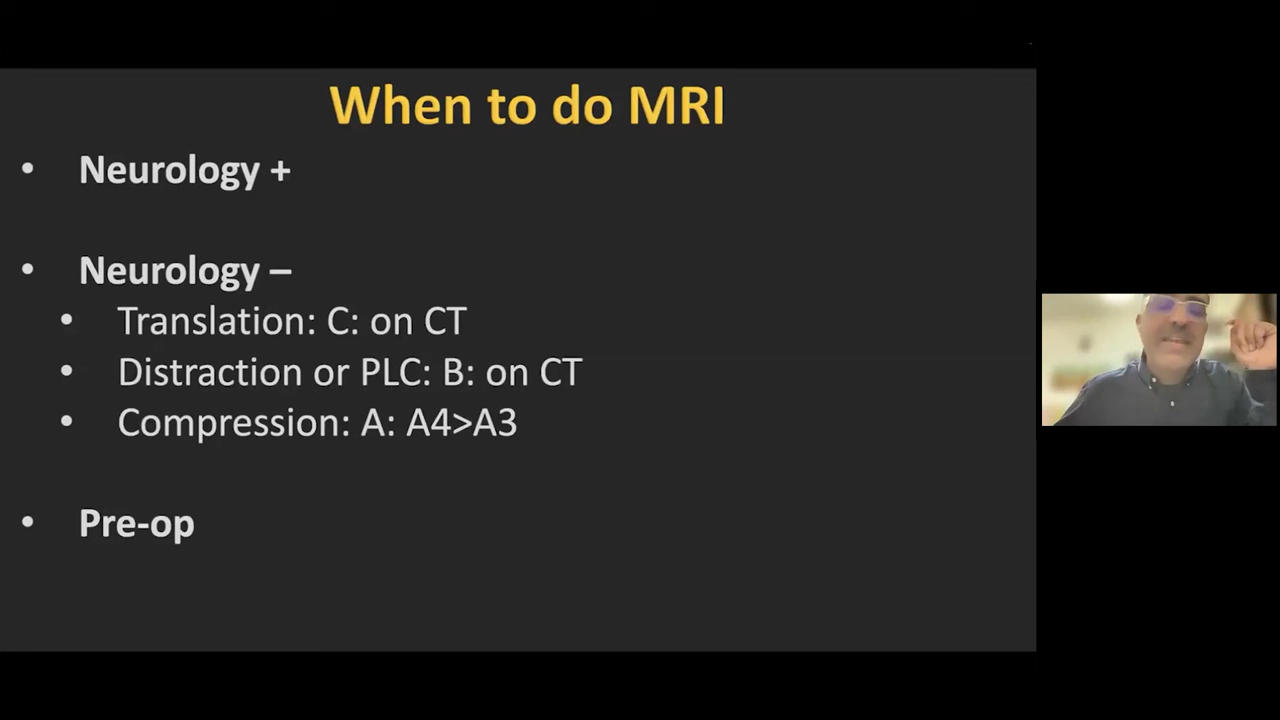 When to do MRI
• Neurology +
• Neurology –
• Translation: C: on CT
• Distraction or PLC: B: on CT
• Compression: A: A4>A3
• Pre-op